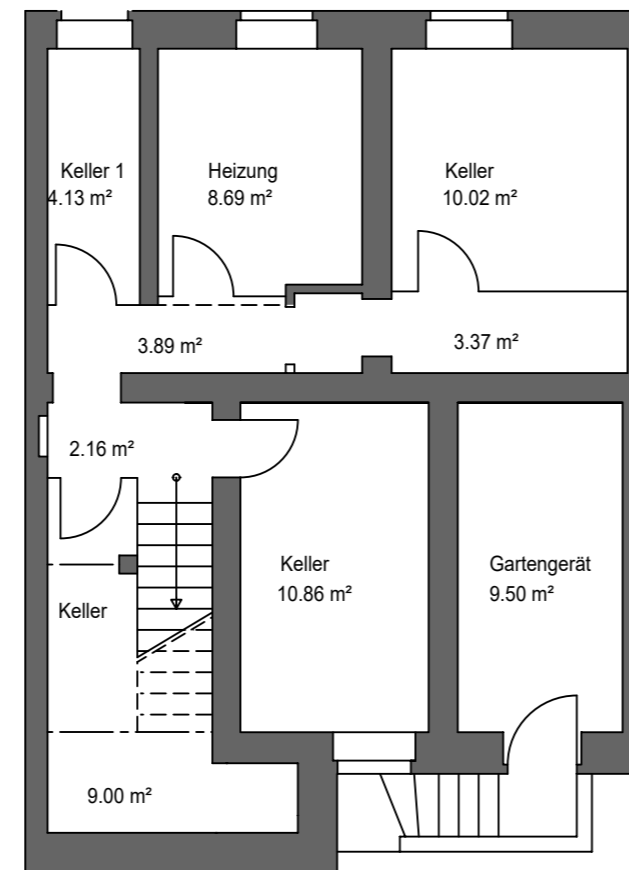 Keller 1
4.13 m²
Heizung
8.69 m²
Keller
10.02 m²
3.89 m²
3.37 m²
2.16 m²
Keller
10.86 m²
Gartengerät
9.50 m²
Keller
9.00 m²